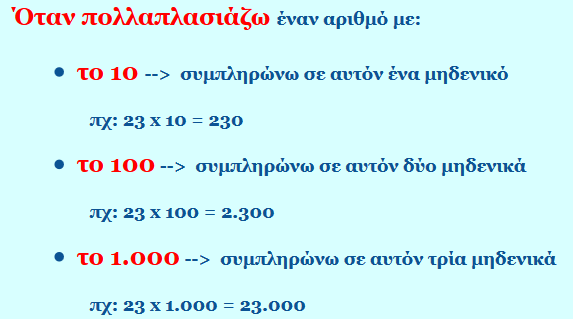 Όταν πολλαπλασιάζω έναν αριθμό με:
• το 10 --> συμπληρώνω σε αυτόν ένα μηδενικό
πχ: 23 x 10 = 230
• το 100 --> συμπληρώνω σε αυτόν δύο μηδενικά
πχ: 23 x 100 = 2.300
• το 1.000 --> συμπληρώνω σε αυτόν τρία μηδενικά
πχ: 23 x 1.000 = 23.000